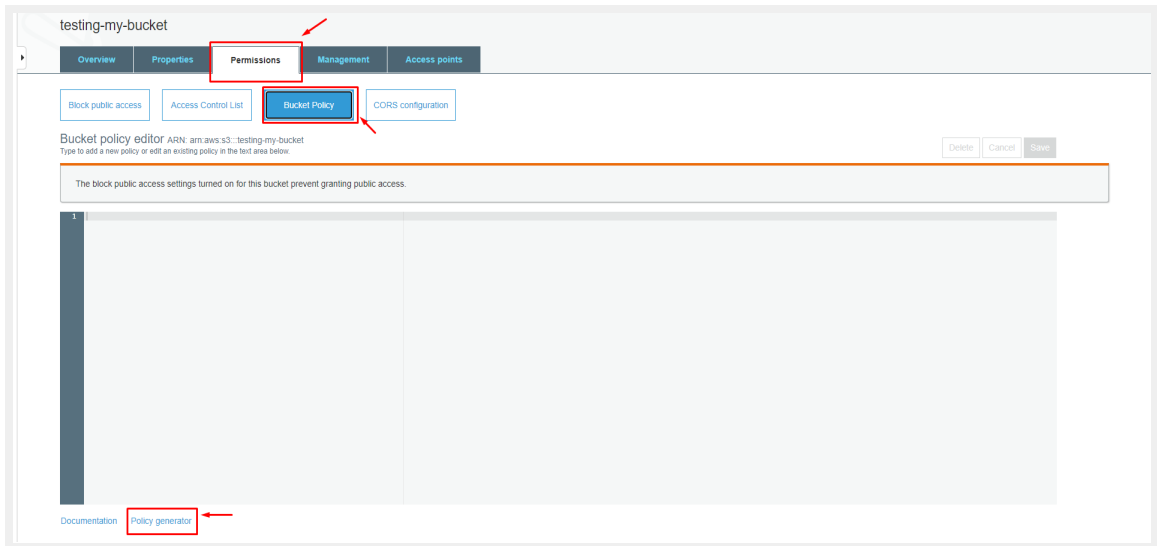 testing-my-bucket
Overview Properties Permissions Management Access points
Block public access Access Control List Bucket Policy CORS configuration
Bucket policy editor ARN: arn:aws:s3:::testing-my-bucket
Type to add a new policy or edit an existing policy in the text area below.
Delete Cancel Save
The block public access settings turned on for this bucket prevent granting public access.
1
Documentation Policy generator